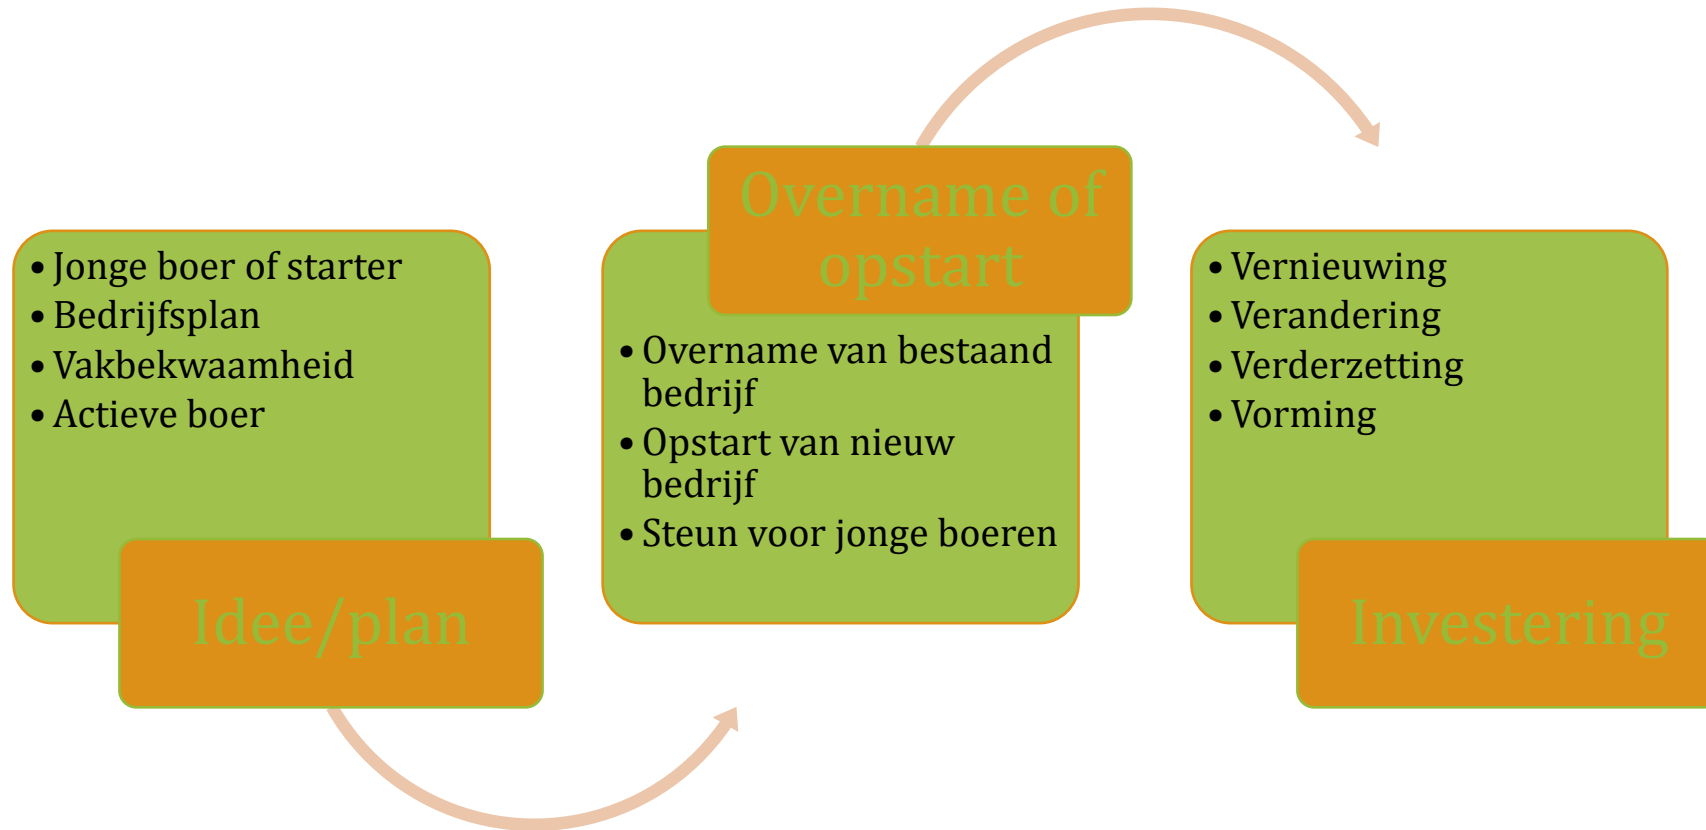 • Jonge boer of starter
• Bedrijfsplan
• Vakbekwaamheid
• Actieve boer
Idee/plan
Overname of
opstart
• Overname van bestaand
bedrijf
• Opstart van nieuw
bedrijf
• Steun voor jonge boeren
• Vernieuwing
• Verandering
• Verderzetting
• Vorming
Investering